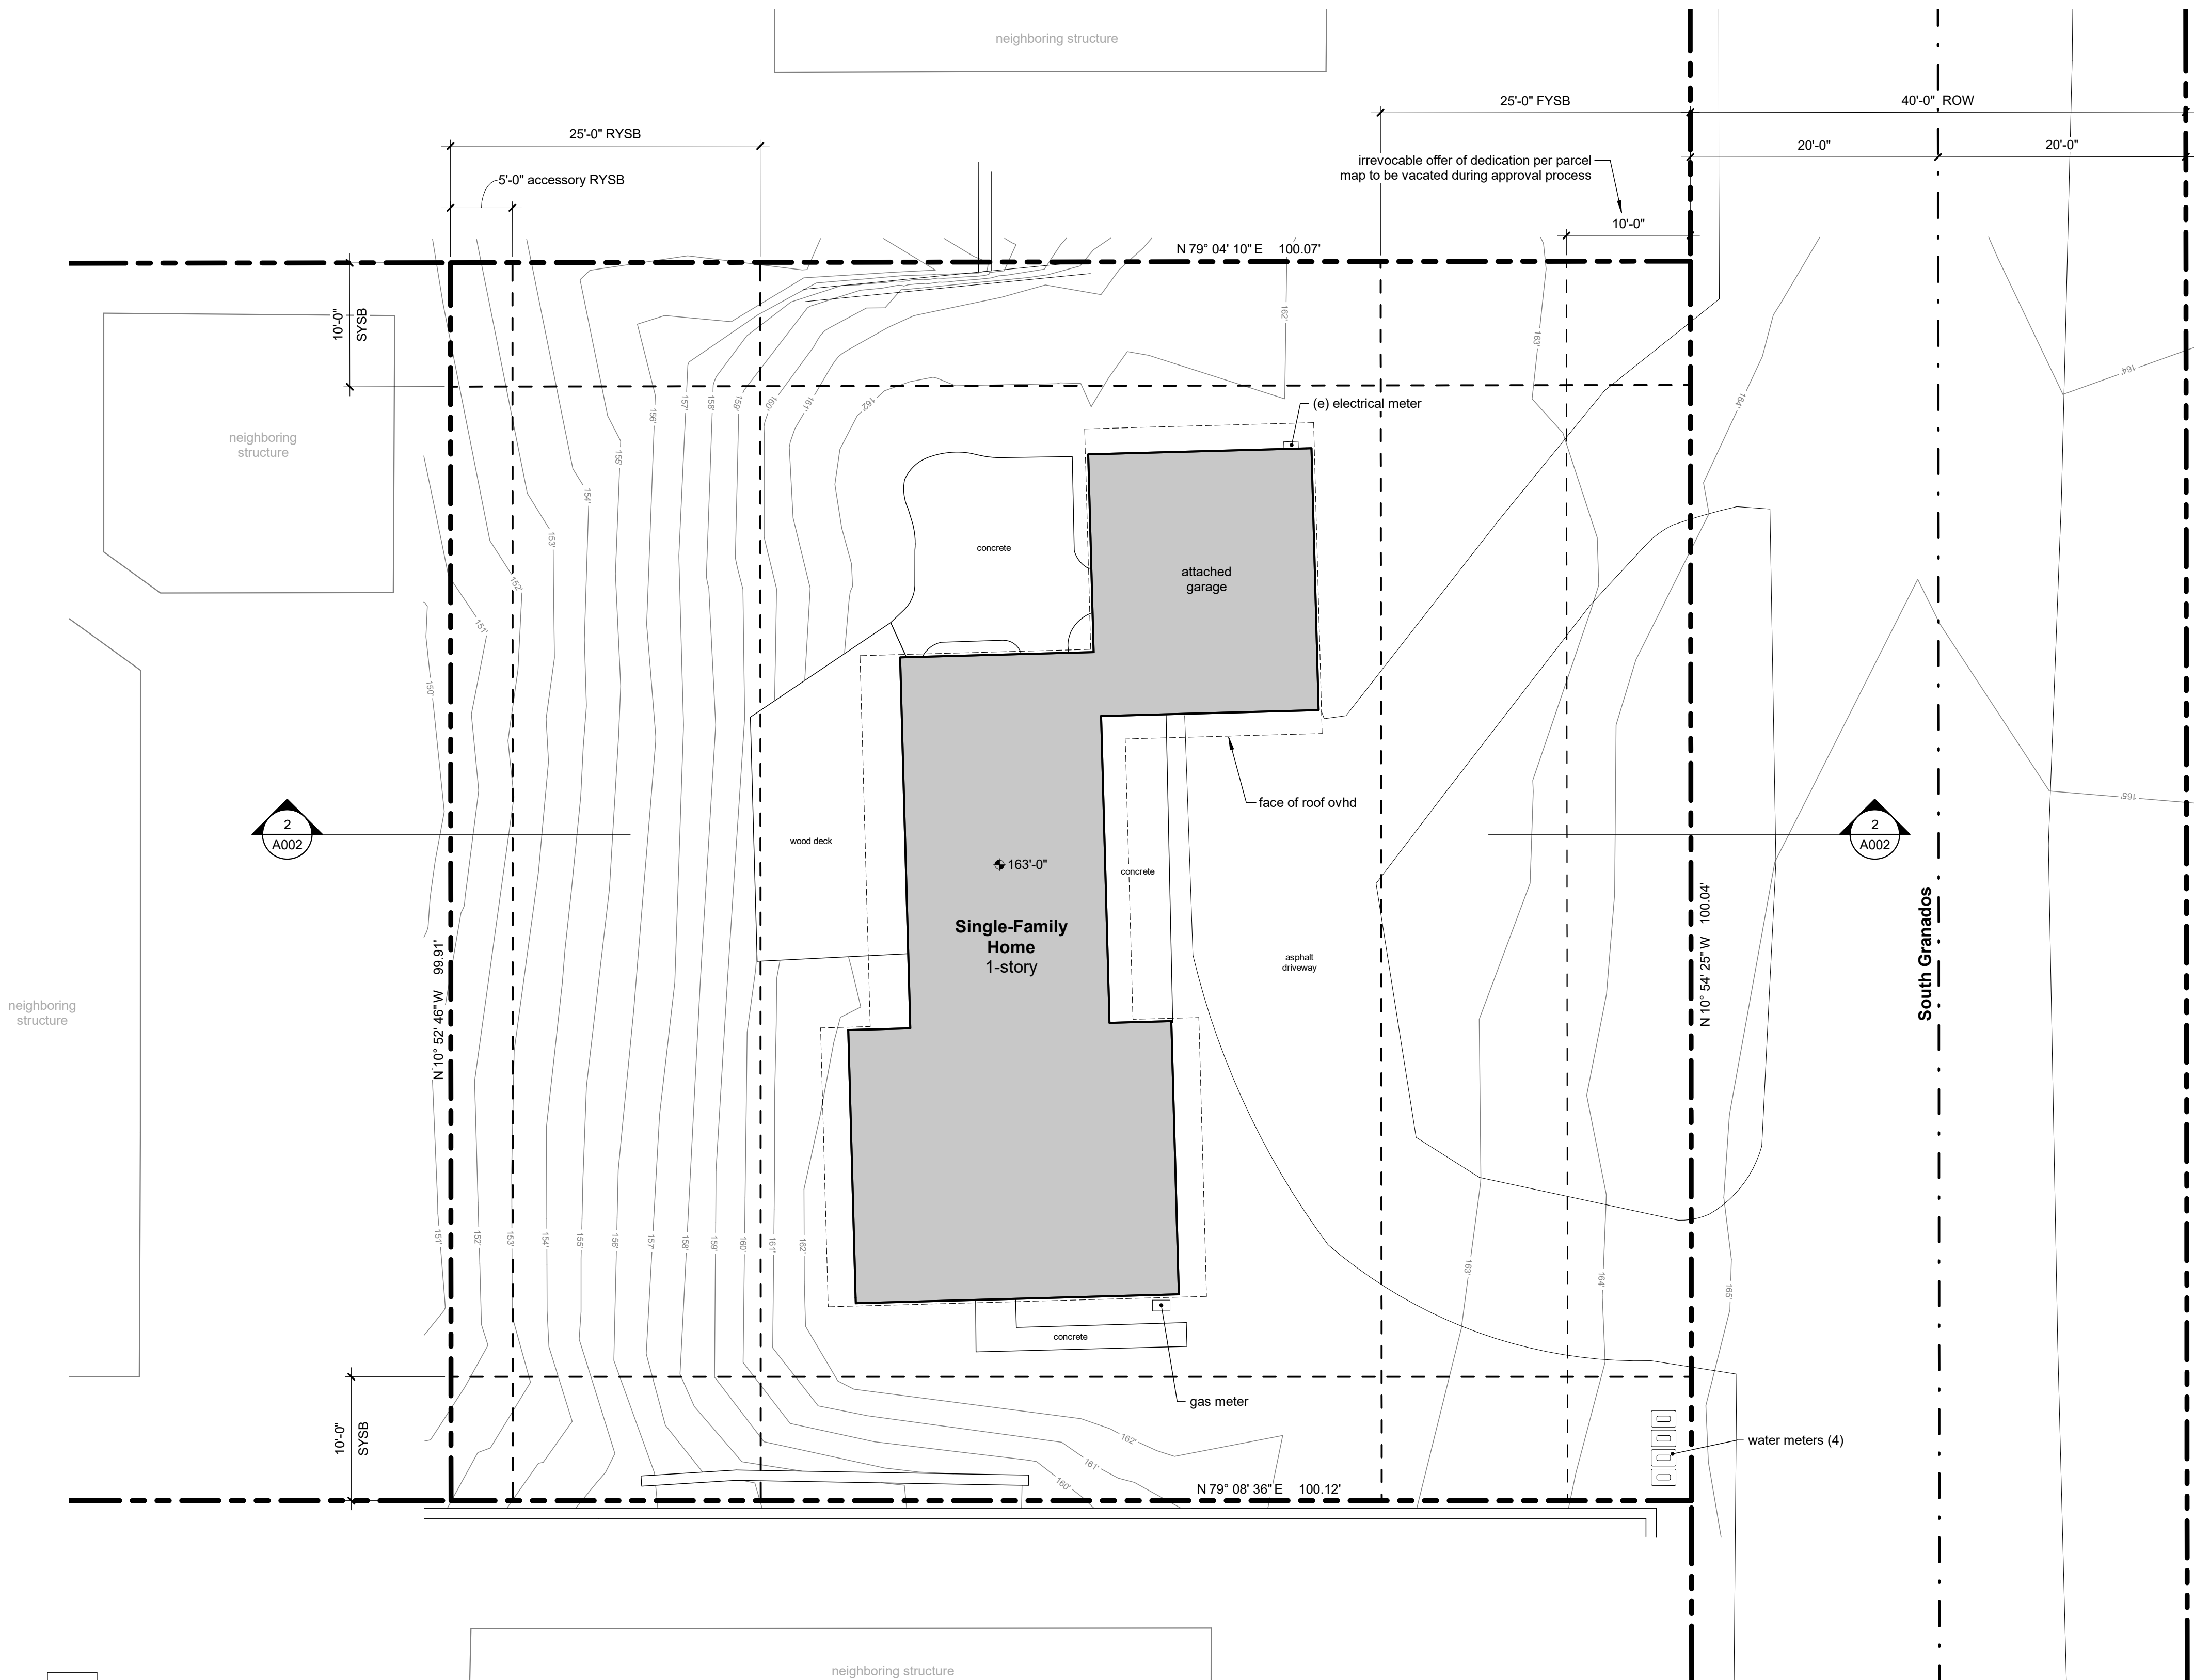 neighboring structure
25'-0" FYSB
40'-0" ROW
25'-0" RYSB
20'-0"
20'-0"
irrevocable offer of dedication per parcel
map to be vacated during approval process
5'-0" accessory RYSB
10'-0"
N 79° 04' 10" E 100.07'
10'-0"
SYSB
162'
163'
164'
164'
(e) electrical meter
156'
157'
158'
159'
160'
161'
162'
neighboring
structure
155'
154'
153'
152'
151'
150'
concrete
attached
garage
165'
face of roof ovhd
2
A002
2
A002
wood deck
163'-0"
concrete
Single-Family
Home
1-story
asphalt
driveway
N 10° 52' 46" W 99.91'
N 10° 54' 25" W 100.04'
South Granados
neighboring
structure
151'
152'
153'
154'
155'
156'
157'
158'
159'
160'
161'
162'
163'
164'
165'
concrete
gas meter
10'-0"
SYSB
162'
161'
160'
water meters (4)
N 79° 08' 36" E 100.12'
neighboring structure